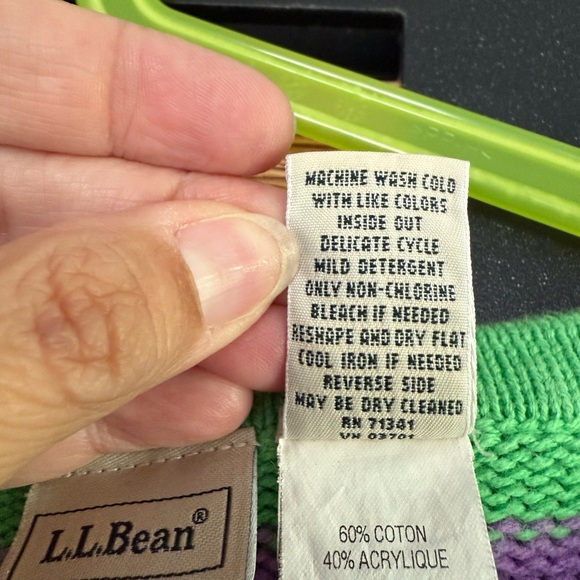 MACHINE WASH COLD
WITH LIKE COLORS
INSIDE OUT
DELICATE CYCLE
MILD DETERGENT
ONLY NON-CHLORINE
BLEACH IF NEEDED
RESHAPE AND DRY FLAT
COOL IRON IF NEEDED
REVERSE SIDE
MAY BE DRY CLEANED
RN 71341
VN 03701
60% COTON
40% ACRYLIQUE
L.L.Bean®